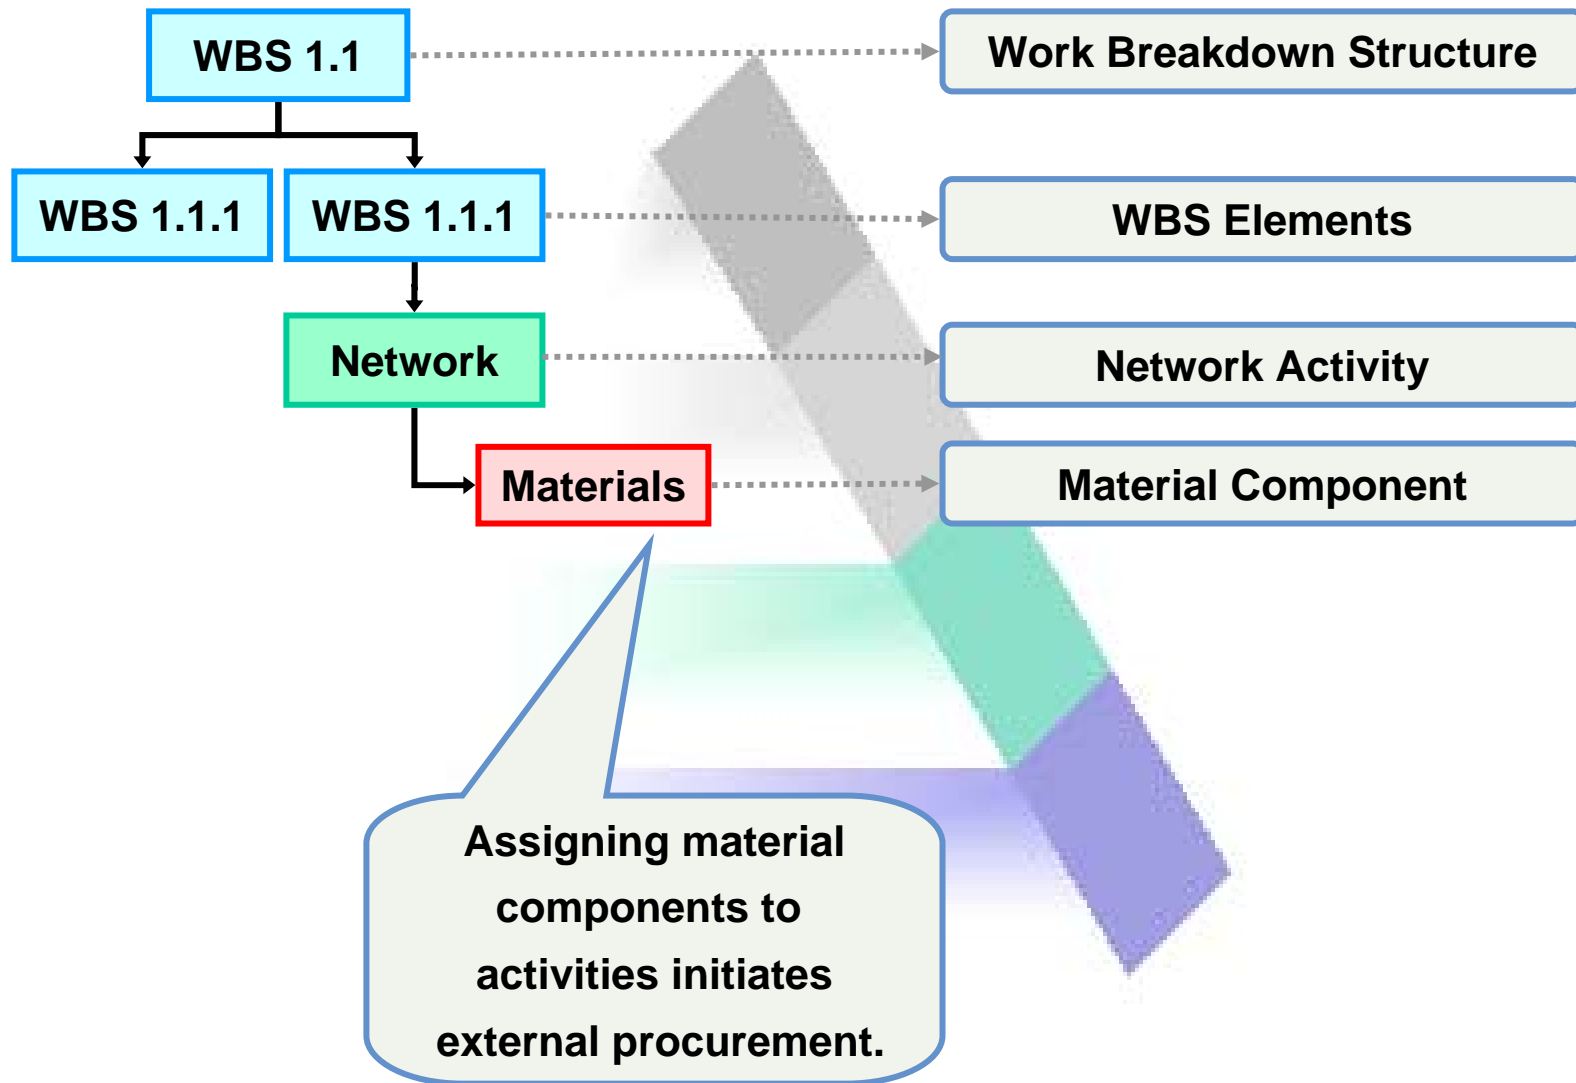 WBS 1.1
Work Breakdown Structure
WBS 1.1.1
WBS 1.1.1
WBS Elements
Network
Network Activity
Materials
Material Component
Assigning material
components to
activities initiates
external procurement.